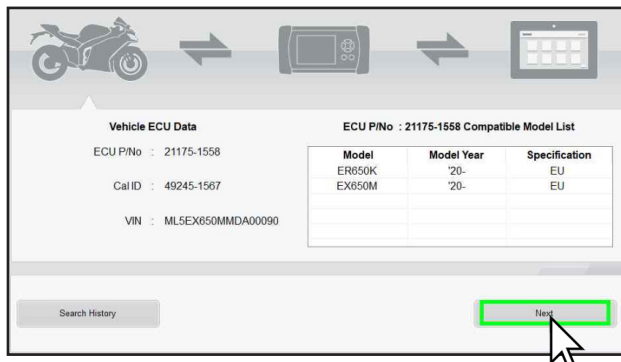 Vehicle ECU Data
ECU P/No : 21175-1558
Cal ID : 49245-1567
VIN : ML5EX650MMDA00090
ECU P/No : 21175-1558 Compatible Model List
Model Model Year Specification
ER650K '20- EU
EX650M '20- EU
Search History
Next